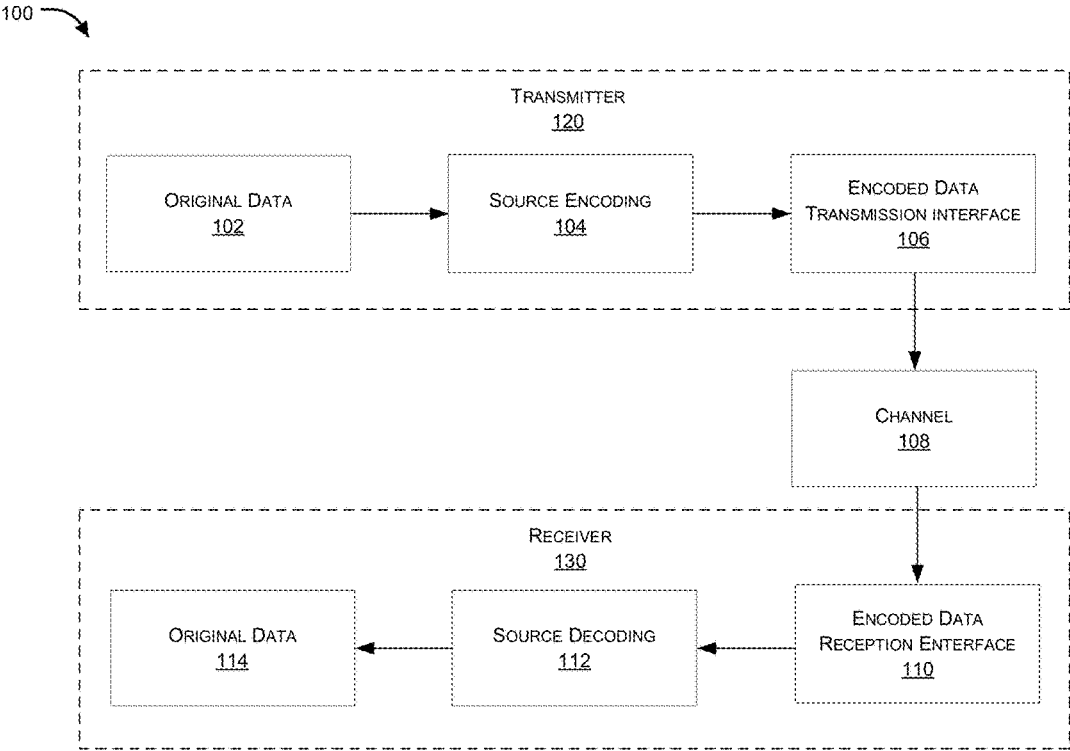 100
TRANSMITTER
120
ORIGINAL DATA
102
SOURCE ENCODING
104
ENCODED DATA
TRANSMISSION INTERFACE
106
CHANNEL
108
RECEIVER
130
ORIGINAL DATA
114
SOURCE DECODING
112
ENCODED DATA
RECEPTION ENTERFACE
110